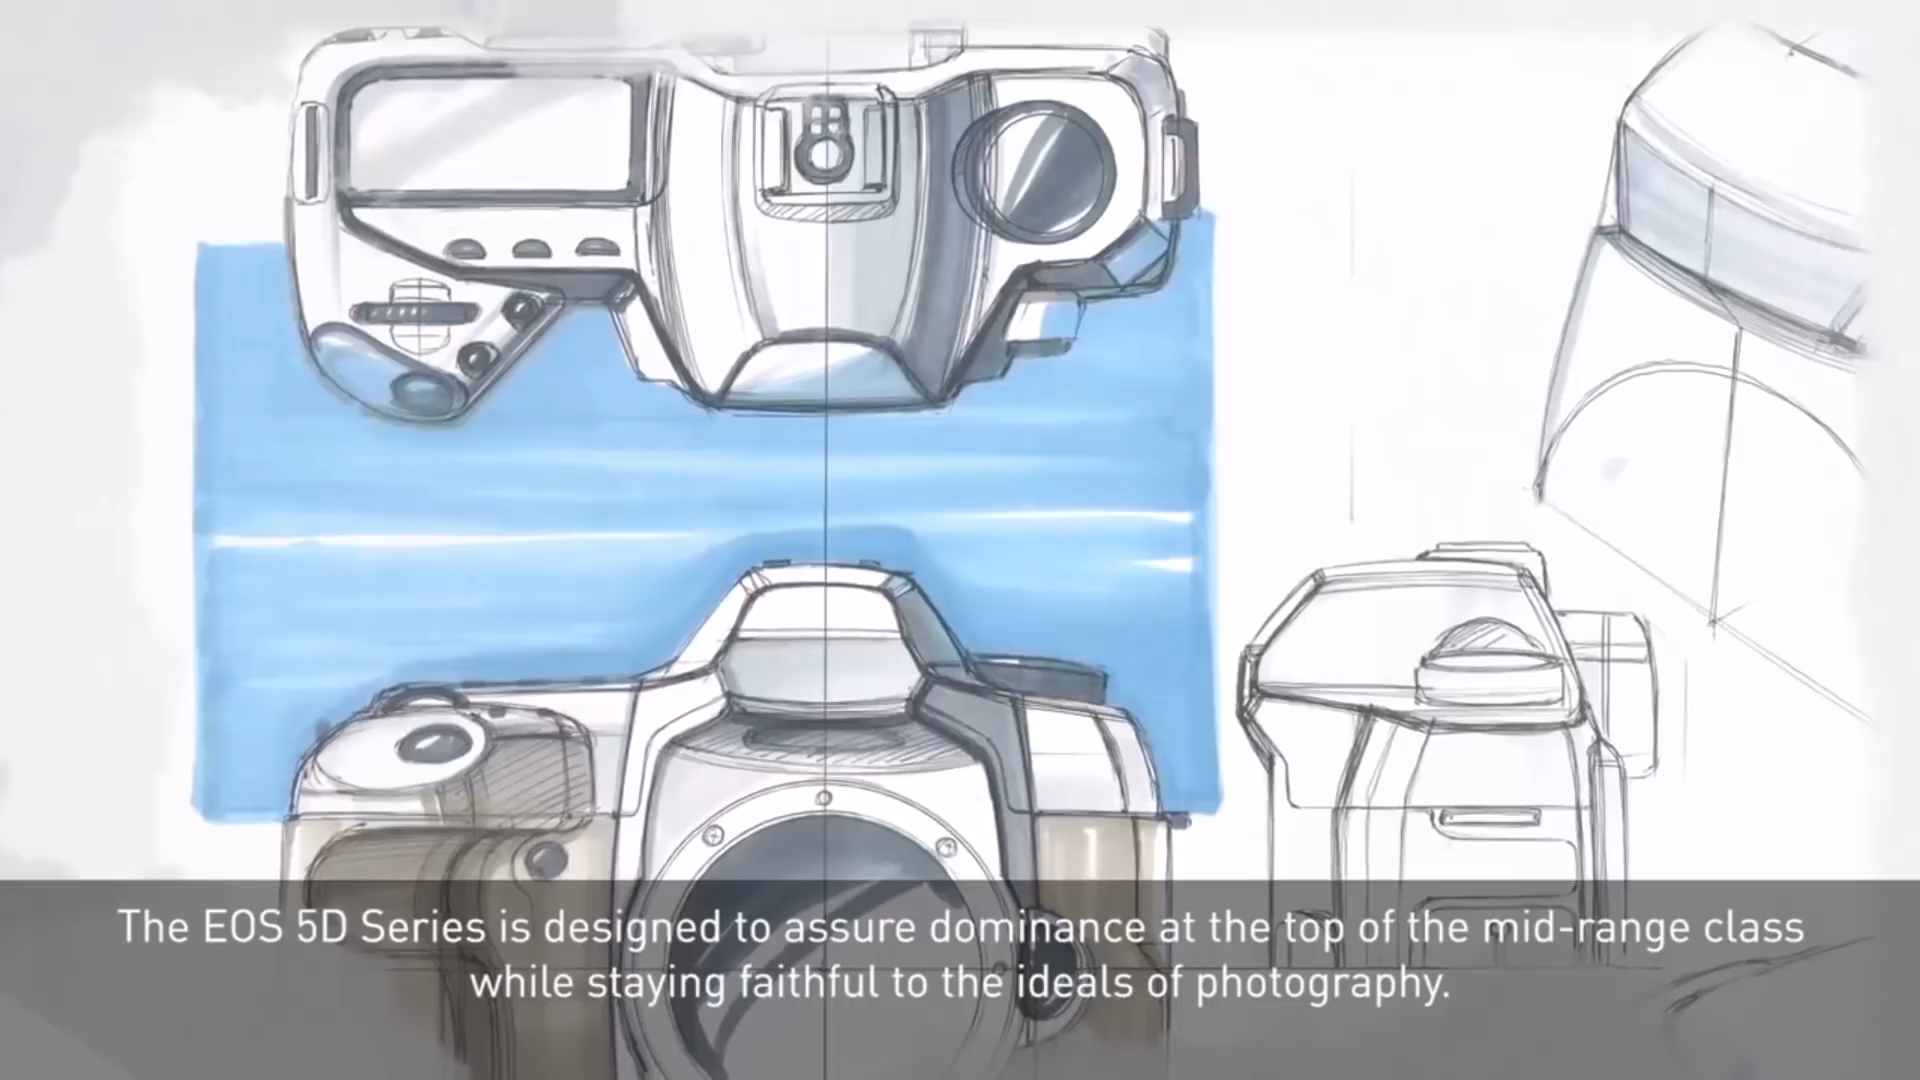 The EOS 5D Series is designed to assure dominance at the top of the mid-range class
while staying faithful to the ideals of photography.